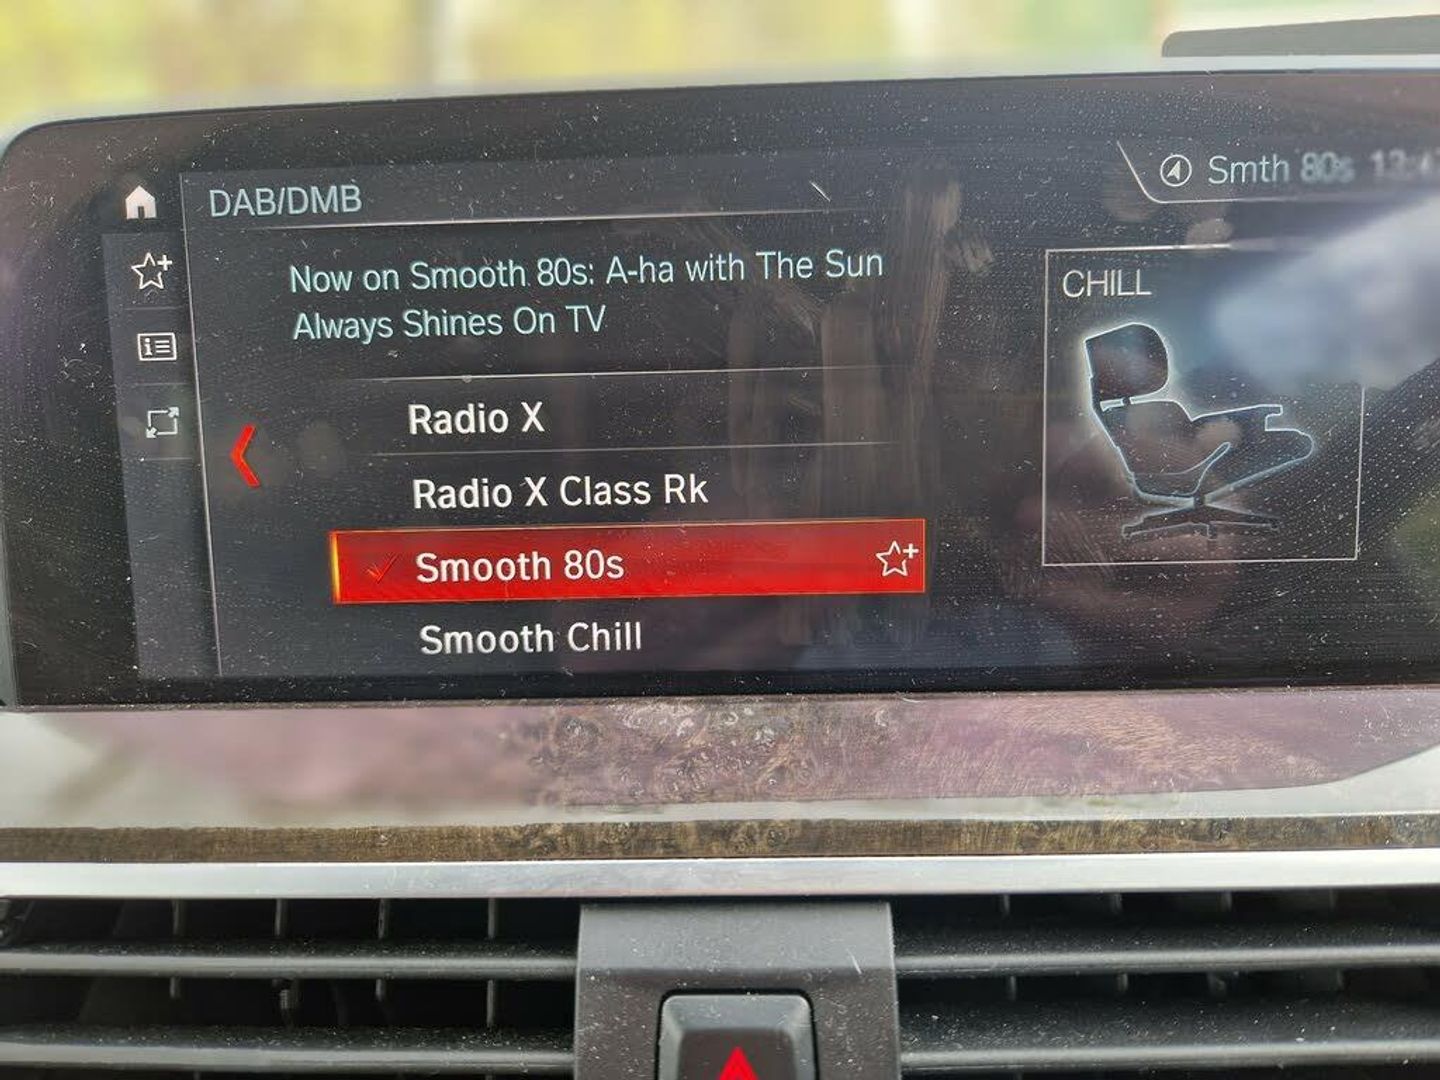 DAB/DMB
Smth 80s
Now on Smooth 80s: A-ha with The Sun
Always Shines On TV
CHILL
Radio X
Radio X Class Rk
Smooth 80s
Smooth Chill